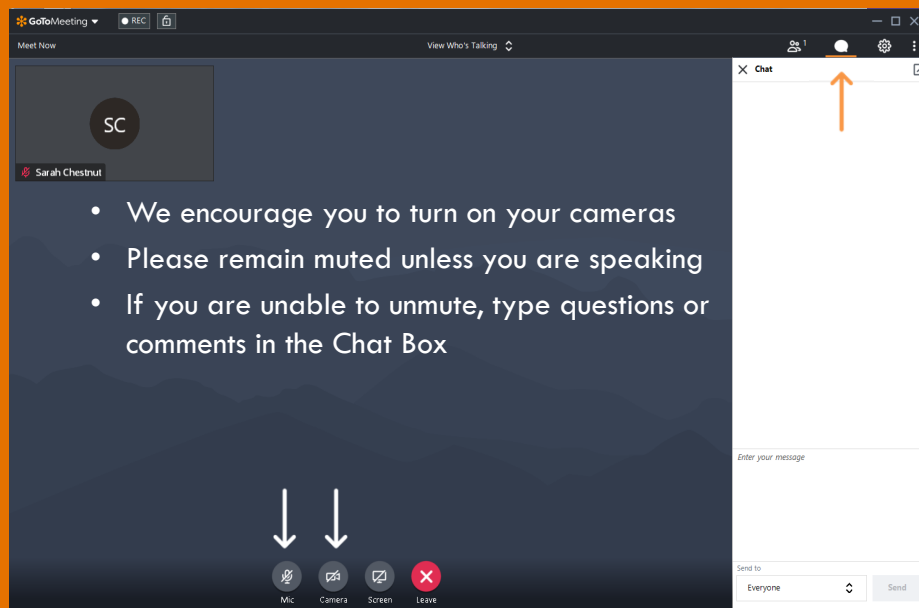 GoToMeeting REC
Meet Now View Who's Talking 1
Chat
SC
Sarah Chestnut
• We encourage you to turn on your cameras
• Please remain muted unless you are speaking
• If you are unable to unmute, type questions or
comments in the Chat Box
Enter your message
Send to
Everyone Send
Mic Camera Screen Leave